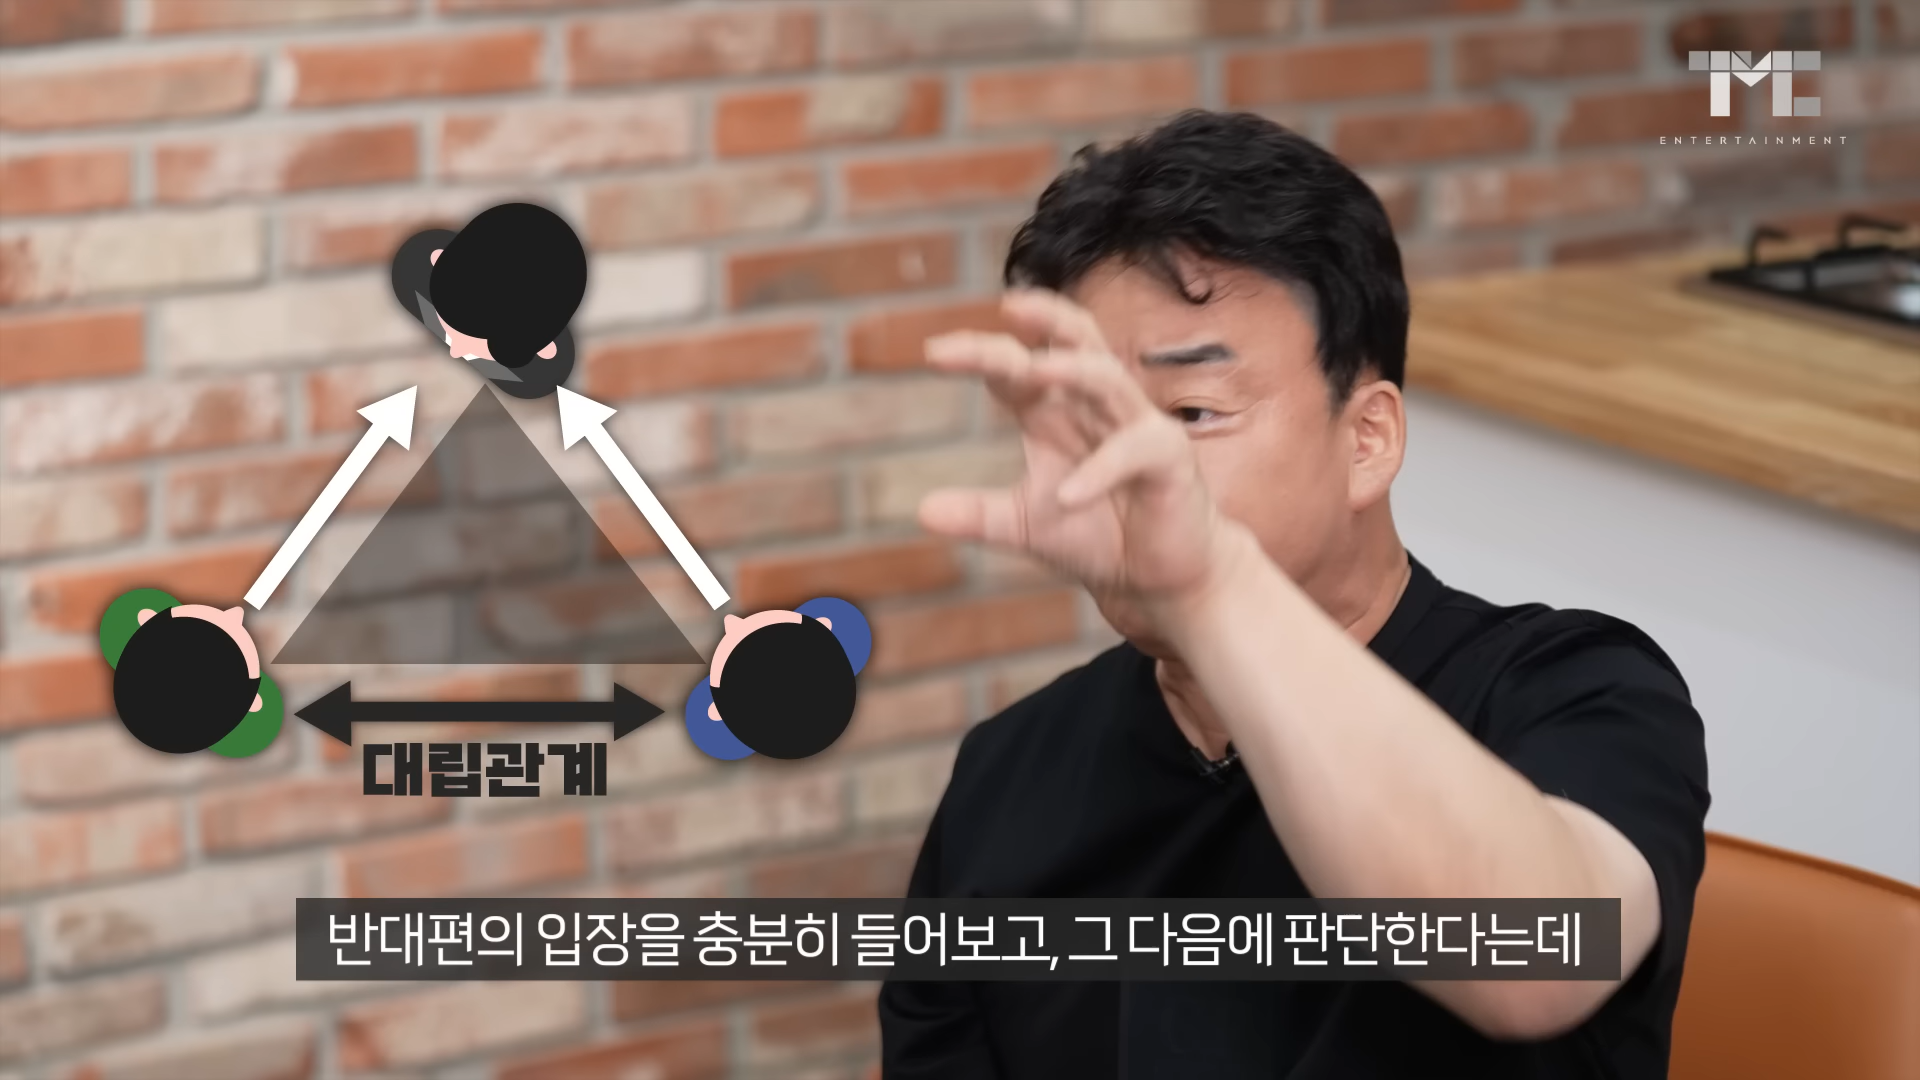 TMC
ENTERTAINMENT
대립관계
반대편의 입장을 충분히 들어보고, 그 다음에 판단한다는데